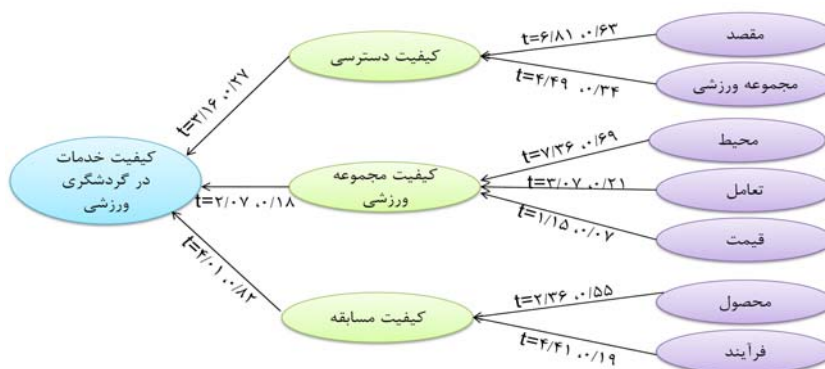 مقصد
t=۶/۸۱ ،۰/۶۳
کیفیت دسترسی
t=۴/۴۹ ،۰/۳۴
مجموعه ورزشی
t=۳/۱۶ ،۰/۲۷
محیط
t=۷/۳۶ ،۰/۶۹
کیفیت خدمات
در گردشگری
ورزشی
t=۲/۰۷ ،۰/۱۸
کیفیت مجموعه
ورزشی
t=۳/۰۷ ،۰/۲۱
تعامل
t=۱/۱۵ ،۰/۰۷
قیمت
t=۴/۰۱ ،۰/۸۲
محصول
t=۲/۳۶ ،۰/۵۵
کیفیت مسابقه
t=۴/۴۱ ،۰/۱۹
فرآیند